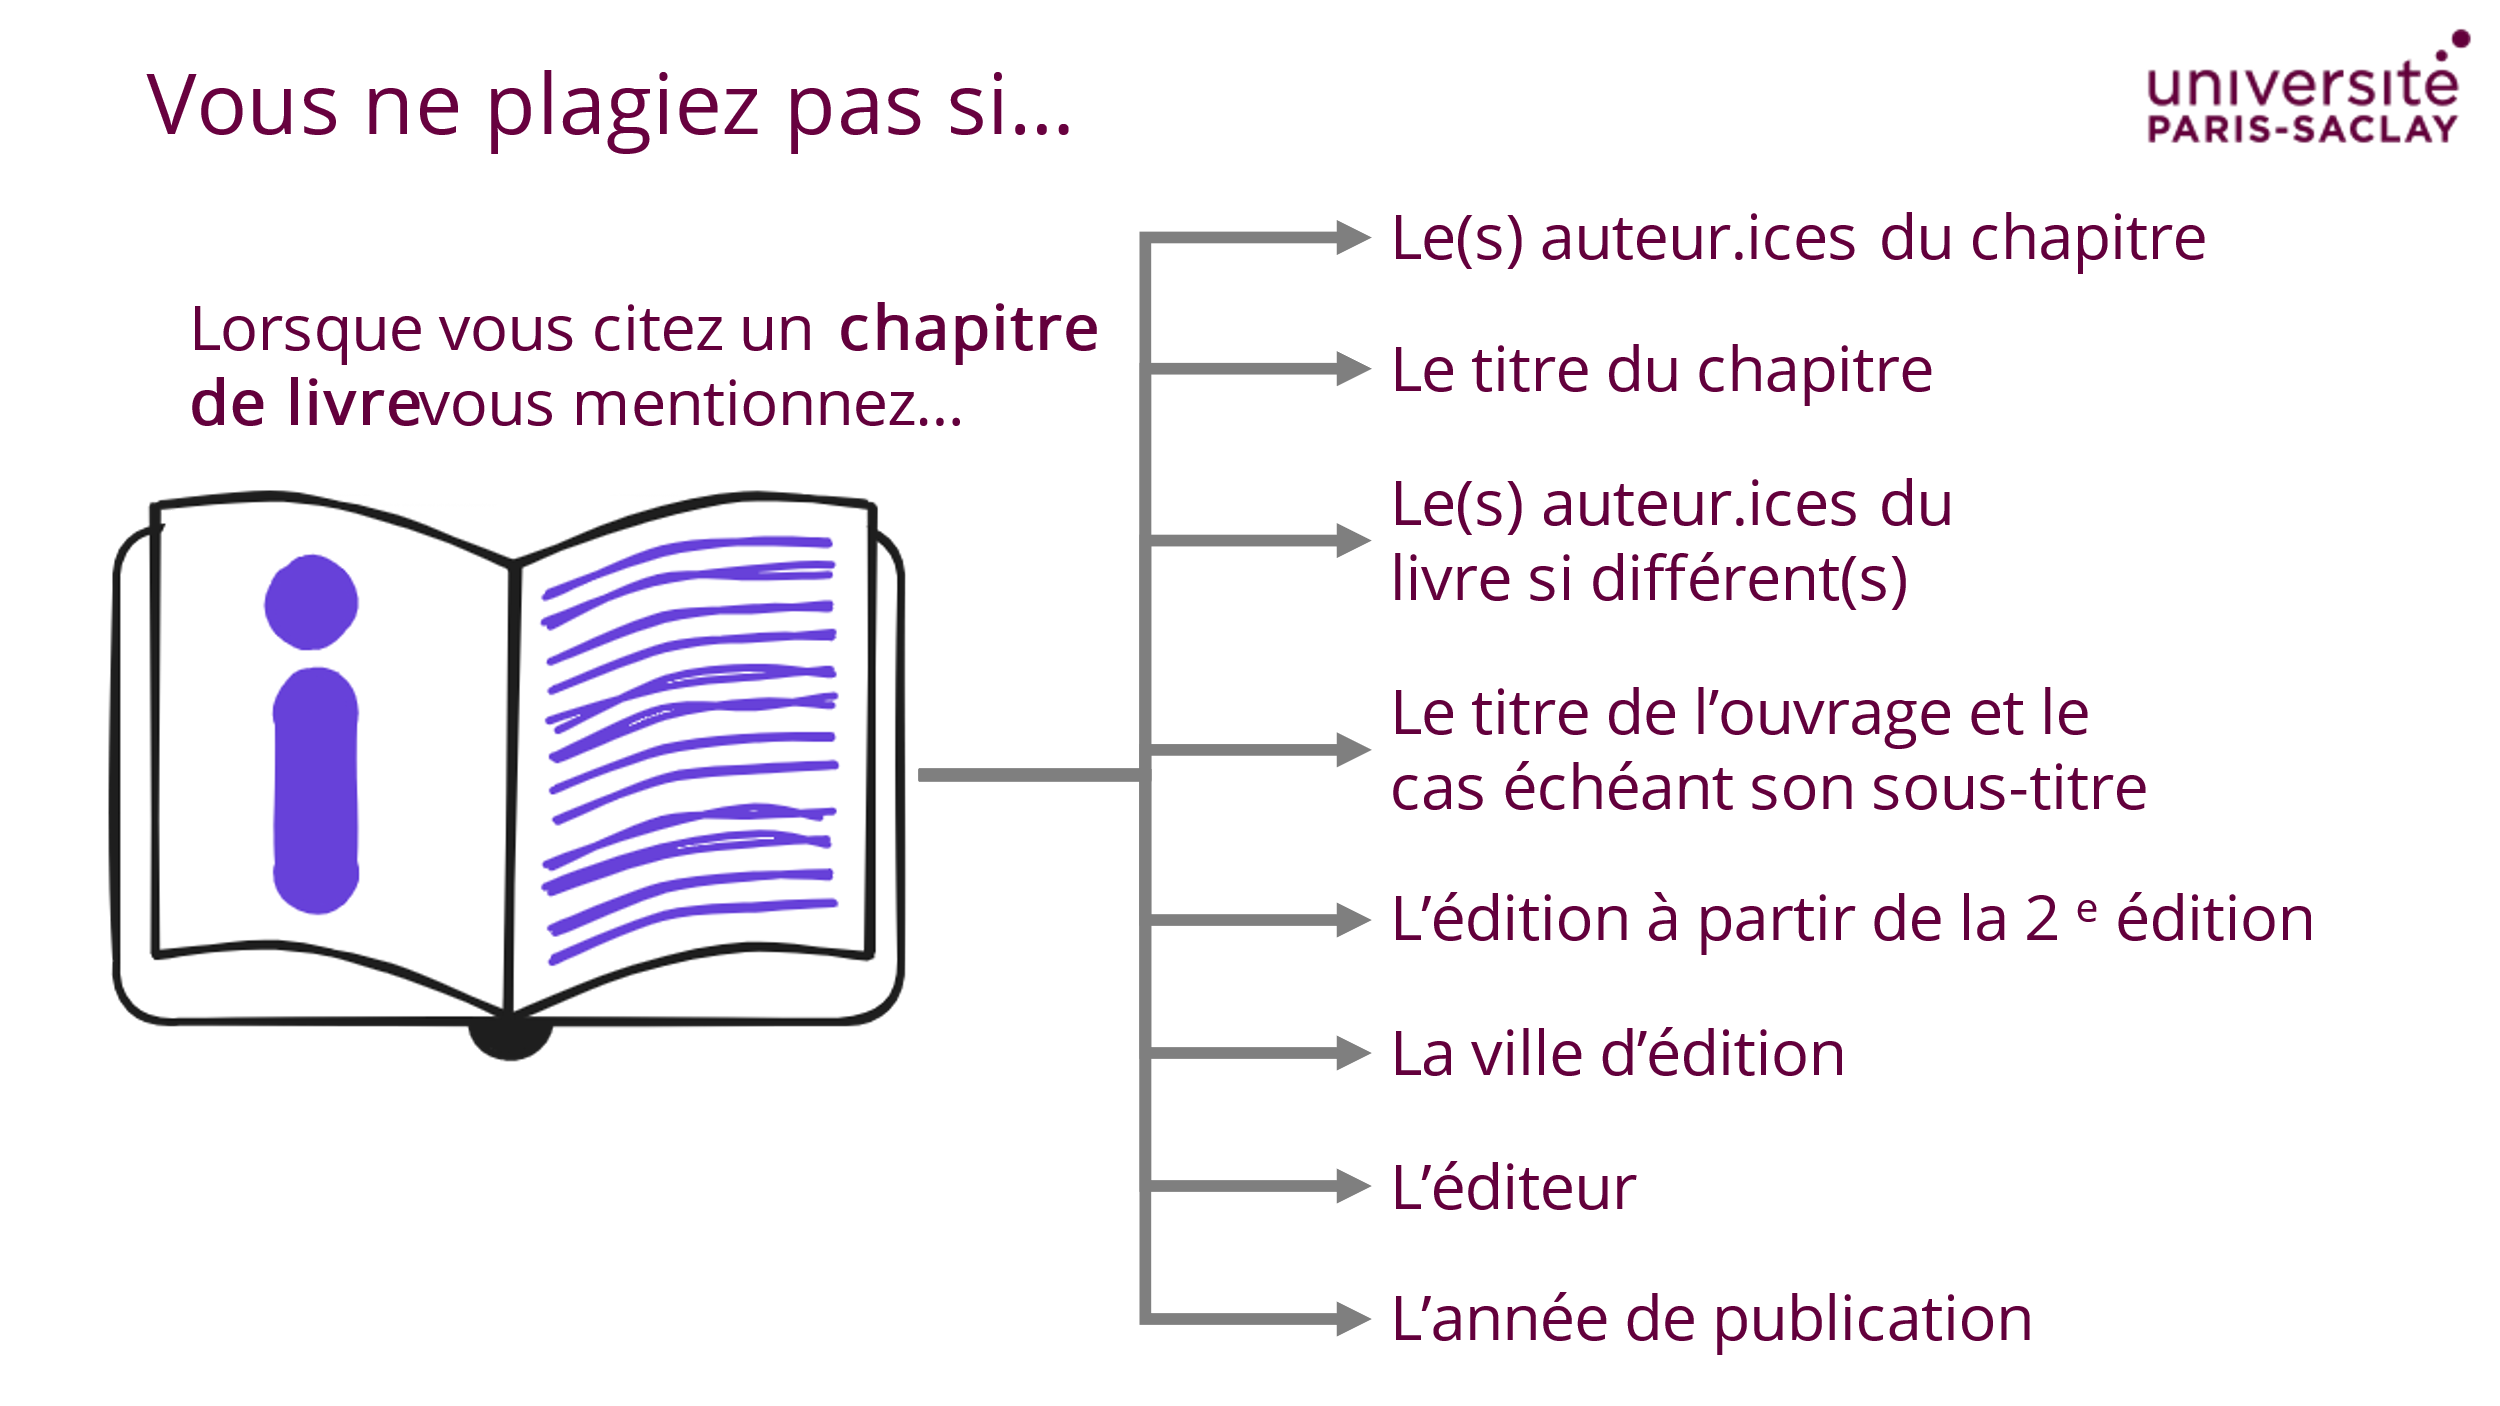 Vous ne plagiez pas si...
université
PARIS-SACLAY
Lorsque vous citez un chapitre
de livre vous mentionnez...
Le(s) auteur.ices du chapitre
Le titre du chapitre
Le(s) auteur.ices du
livre si différent(s)
Le titre de l’ouvrage et le
cas échéant son sous-titre
L’édition à partir de la 2 e édition
La ville d’édition
L’éditeur
L’année de publication